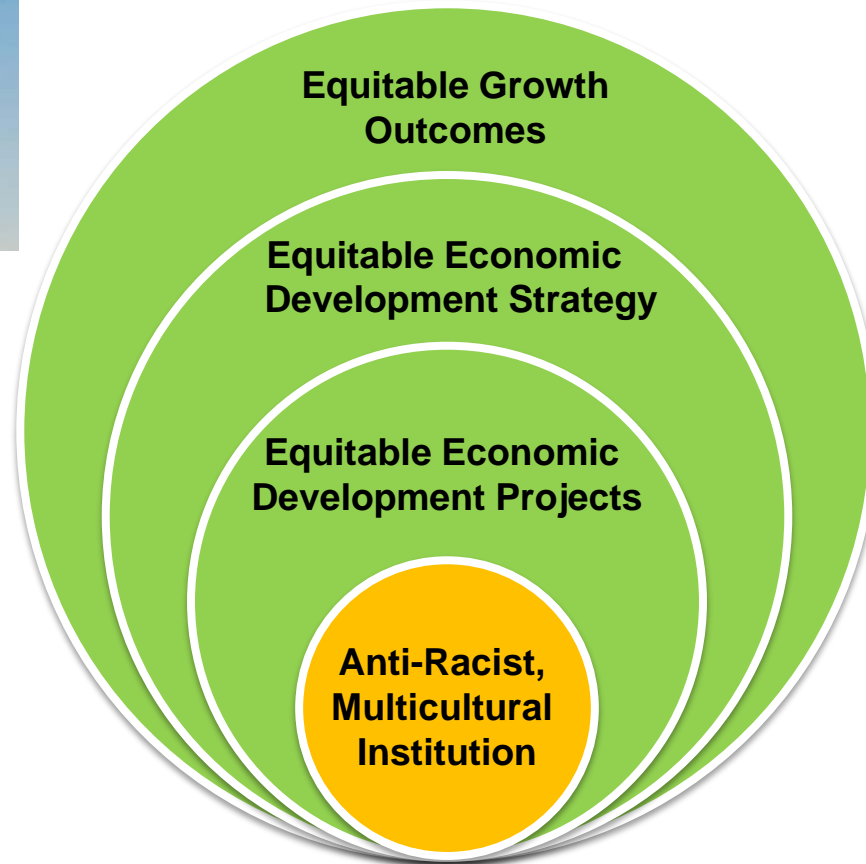 Equitable Growth
Outcomes
Equitable Economic
Development Strategy
Equitable Economic
Development Projects
Anti-Racist,
Multicultural
Institution